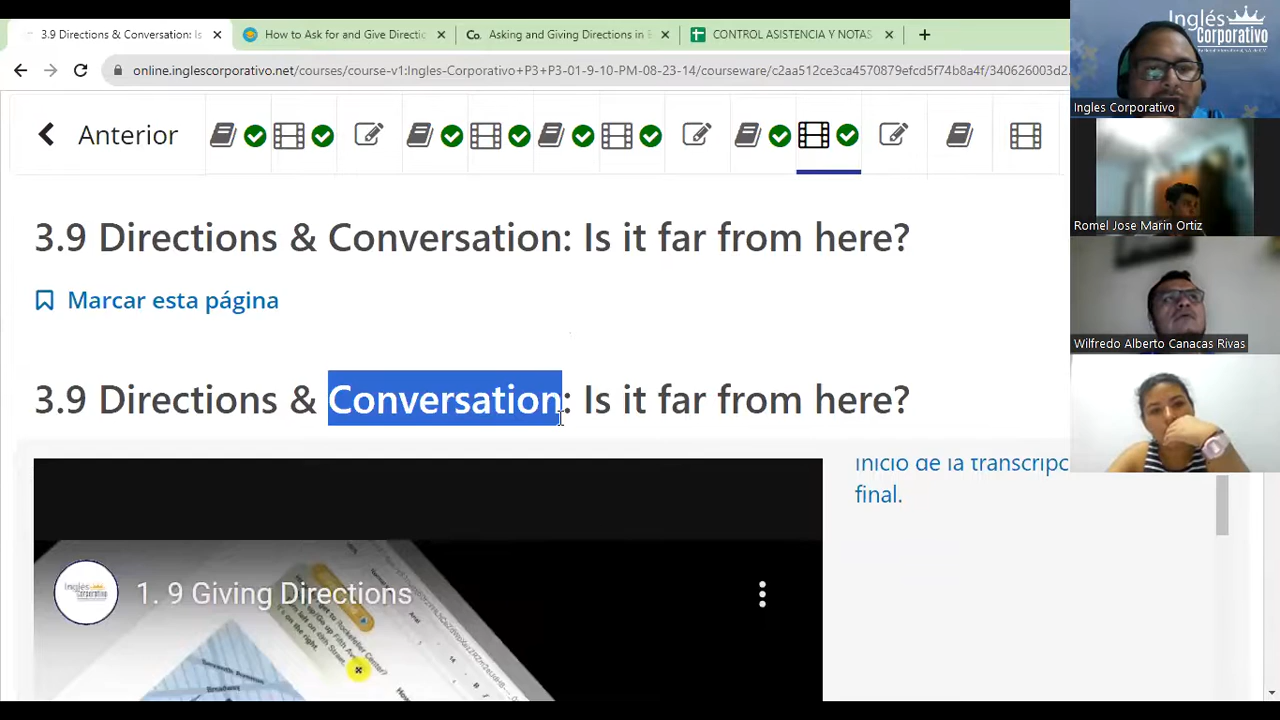 3.9 Directions & Conversation: Is
How to Ask for and Give Directic
Co. Asking and Giving Directions in E
CONTROL ASISTENCIA Y NOTAS
online.inglescorporativo.net/courses/course-v1:Ingles-Corporativo+P3+P3-01-9-10-PM-08-23-14/courseware/c2aa2
Anterior
3.9 Directions & Conversation: Is it far from here?
Marcar esta página
3.9 Directions & Conversation: Is it far from here?
Inicio de la transcripc
final.
1. 9 Giving Directions
Inglés
Corporativo
Ingles Corporativo
Romel Jose Marin Ortiz
Wilfredo Alberto Canacas Rivas